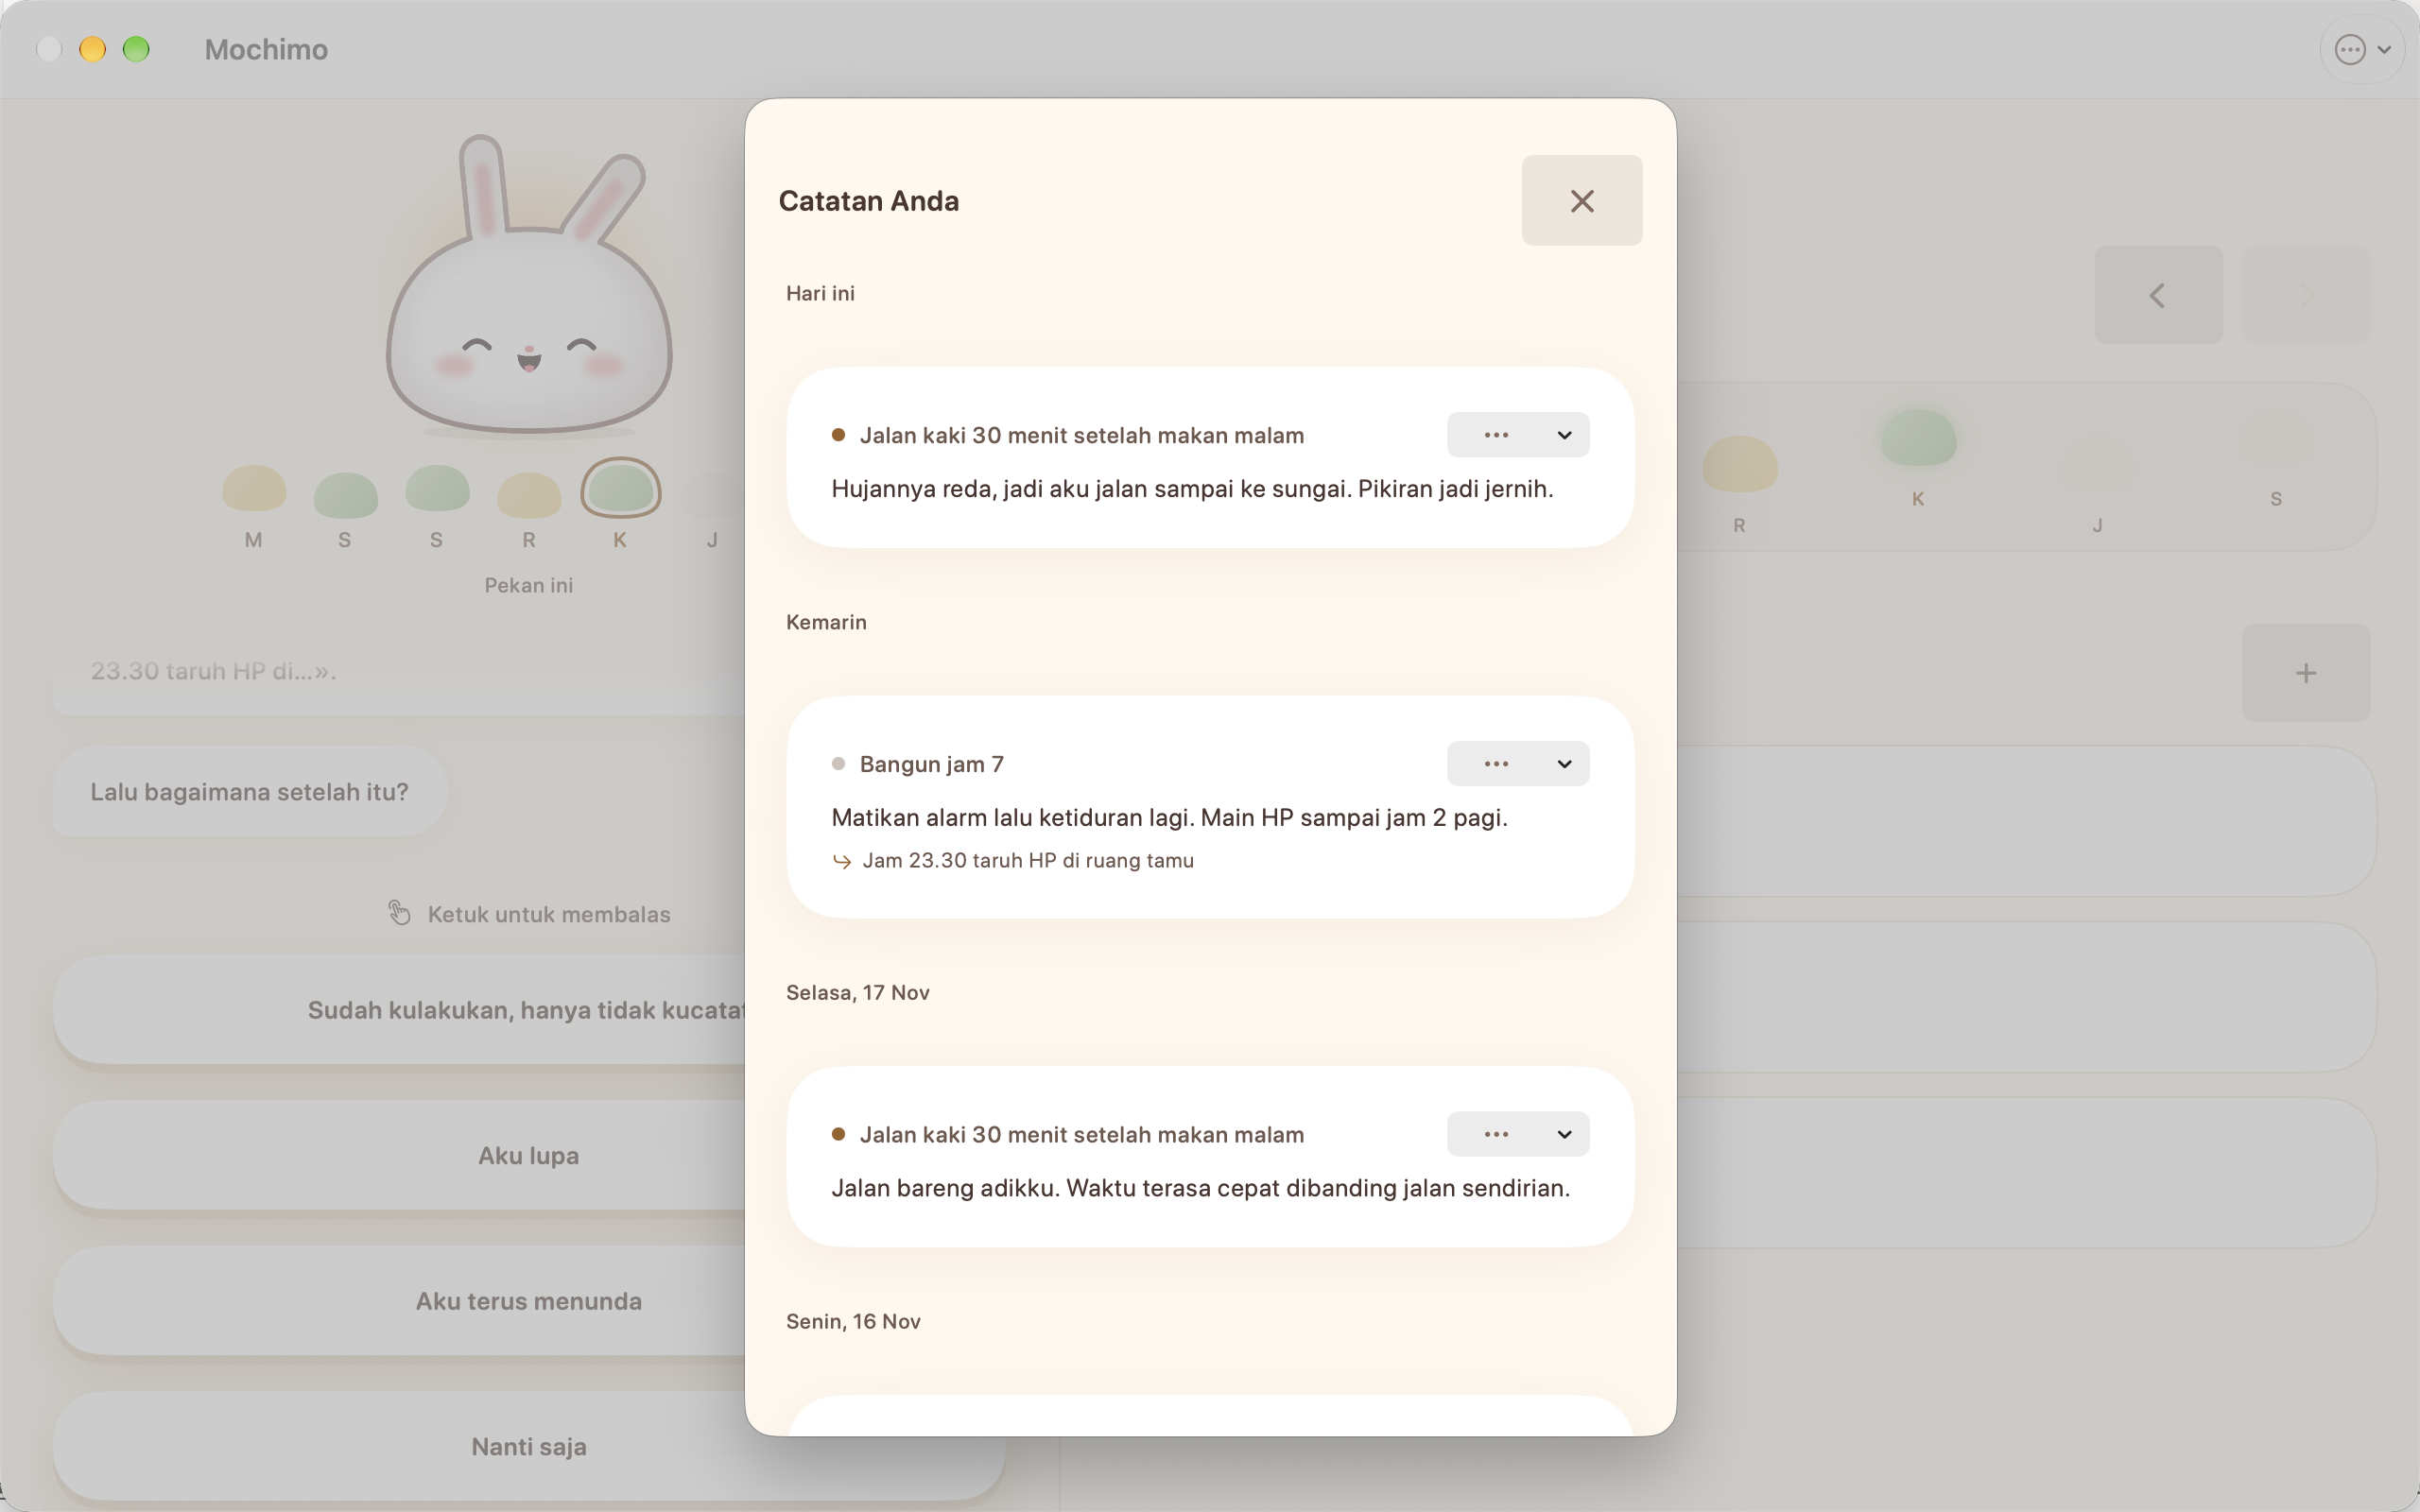 Mochimo
M S S R K J
Pekan ini
23.30 taruh HP di...».
Lalu bagaimana setelah itu?
Ketuk untuk membalas
Sudah kulakukan, hanya tidak kucatat
Aku lupa
Aku terus menunda
Nanti saja
Catatan Anda
Hari ini
Jalan kaki 30 menit setelah makan malam
Hujannya reda, jadi aku jalan sampai ke sungai. Pikiran jadi jernih.
Kemarin
Bangun jam 7
Matikan alarm lalu ketiduran lagi. Main HP sampai jam 2 pagi.
Jam 23.30 taruh HP di ruang tamu
Selasa, 17 Nov
Jalan kaki 30 menit setelah makan malam
Jalan bareng adikku. Waktu terasa cepat dibanding jalan sendirian.
Senin, 16 Nov
R K J S